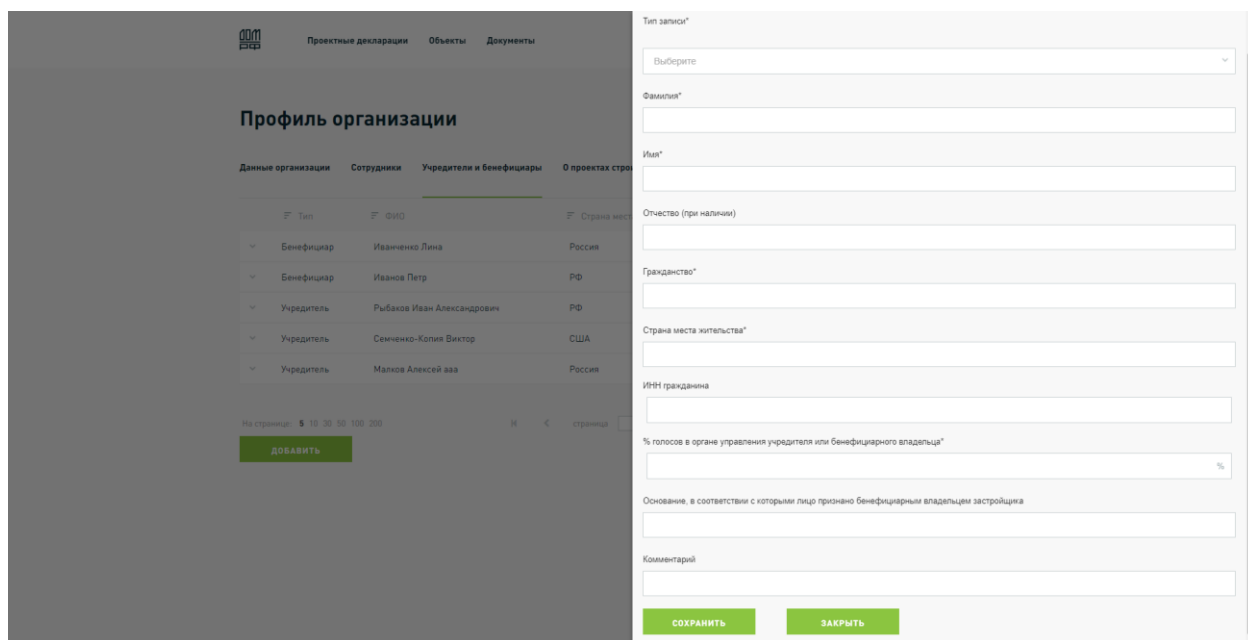 ДОМ
РФ
Проектные декларации Объекты Документы
Профиль организации
Данные организации Сотрудники Учредители и бенефициары О проектах строи
Тип ФИО Страна мест
Бенефициар Иванченко Лина Россия
Бенефициар Иванов Петр РФ
Учредитель Рыбаков Иван Александрович РФ
Учредитель Семченко-Копия Виктор США
Учредитель Малков Алексей ааа Россия
На странице: 5 10 30 50 100 200 страница
ДОБАВИТЬ
Тип записи*
Выберите
Фамилия*
Имя*
Отчество (при наличии)
Гражданство*
Страна места жительства*
ИНН гражданина
% голосов в органе управления учредителя или бенефициарного владельца*
%
Основание, в соответствии с которыми лицо признано бенефициарным владельцем застройщика
Комментарий
СОХРАНИТЬ ЗАКРЫТЬ